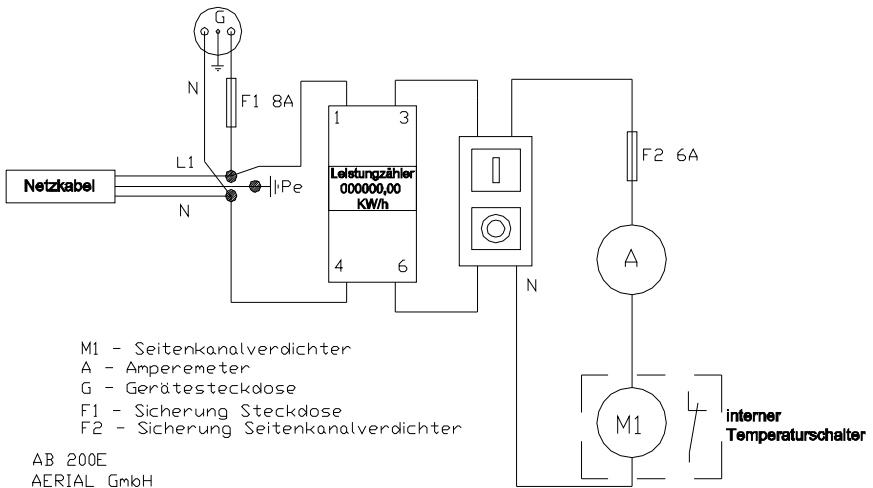 G
N
F1 8A
1 3
L1
F2 6A
Netzkabel
Leistungzähler
000000,00
KW/h
Pe
N
A
4 6
N
M1 - Seitenkanalverdichter
A - Amperemeter
G - Gerätesteckdose
F1 - Sicherung Steckdose
F2 - Sicherung Seitenkanalverdichter
M1
interner
Temperaturschalter
AB 200E
AERIAL GmbH